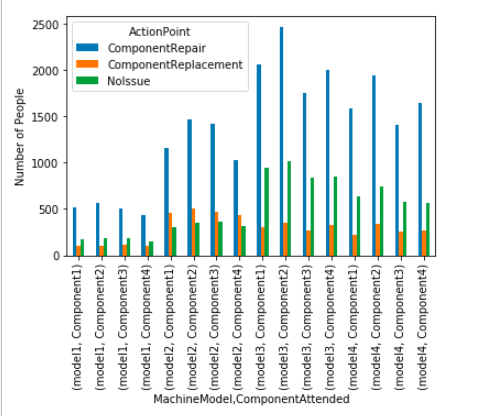 2500
2000
1500
1000
500
0
Number of People
ActionPoint
ComponentRepair
ComponentReplacement
NoIssue
(model1, Component1)
(model1, Component2)
(model1, Component3)
(model1, Component4)
(model2, Component1)
(model2, Component2)
(model2, Component3)
(model2, Component4)
(model3, Component1)
(model3, Component2)
(model3, Component3)
(model3, Component4)
(model4, Component1)
(model4, Component2)
(model4, Component3)
(model4, Component4)
MachineModel,ComponentAttended